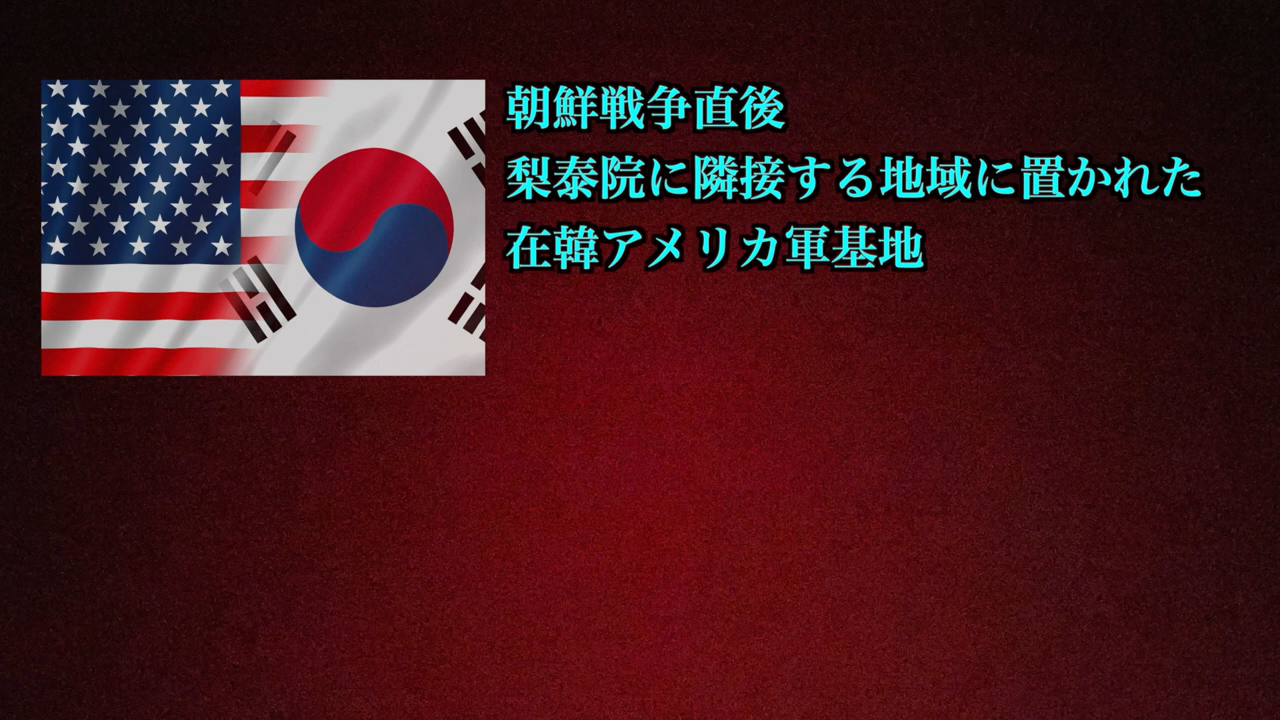 朝鮮戦争直後
梨泰院に隣接する地域に置かれた
在韓アメリカ軍基地